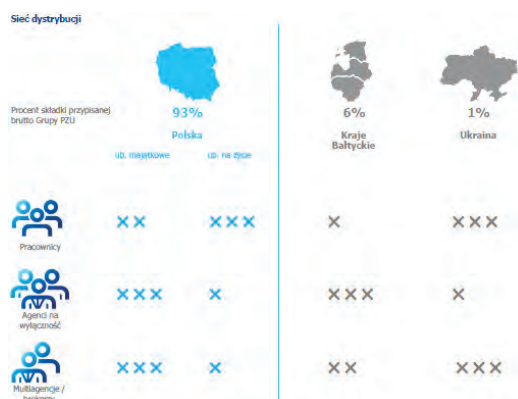 Sieć dystrybucji
Procent składki przypisanej
brutto Grupy PZU
93%
Polska
6%
Kraje
Bałtyckie
1%
Ukraina
ub. majątkowe
ub. na życie
Pracownicy
×× ××× × ×××
Agenci na
wyłączność
××× × ××× ×
Multiagencje /
××× × ×× ×××